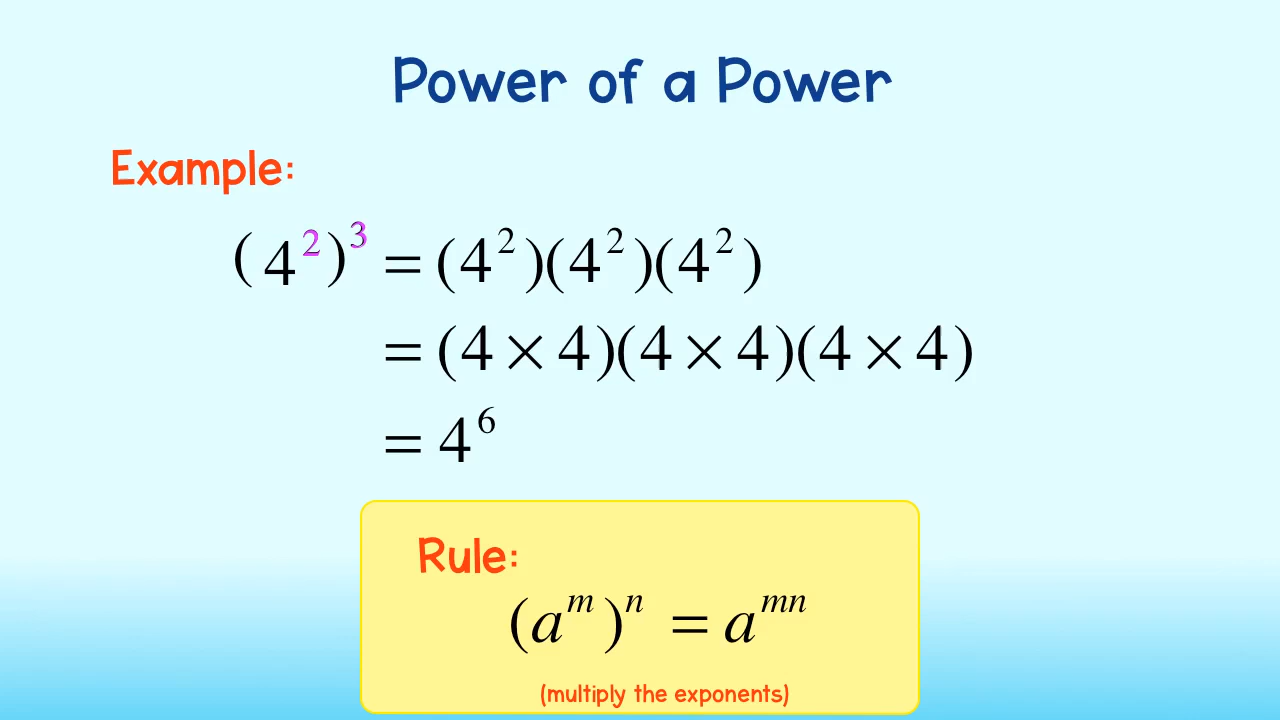 Power of a Power
Example:
(4²)³ = (4²)(4²)(4²)
= (4 × 4)(4 × 4)(4 × 4)
= 4⁶
Rule:
(aᵐ)ⁿ = aᵐⁿ
(multiply the exponents)